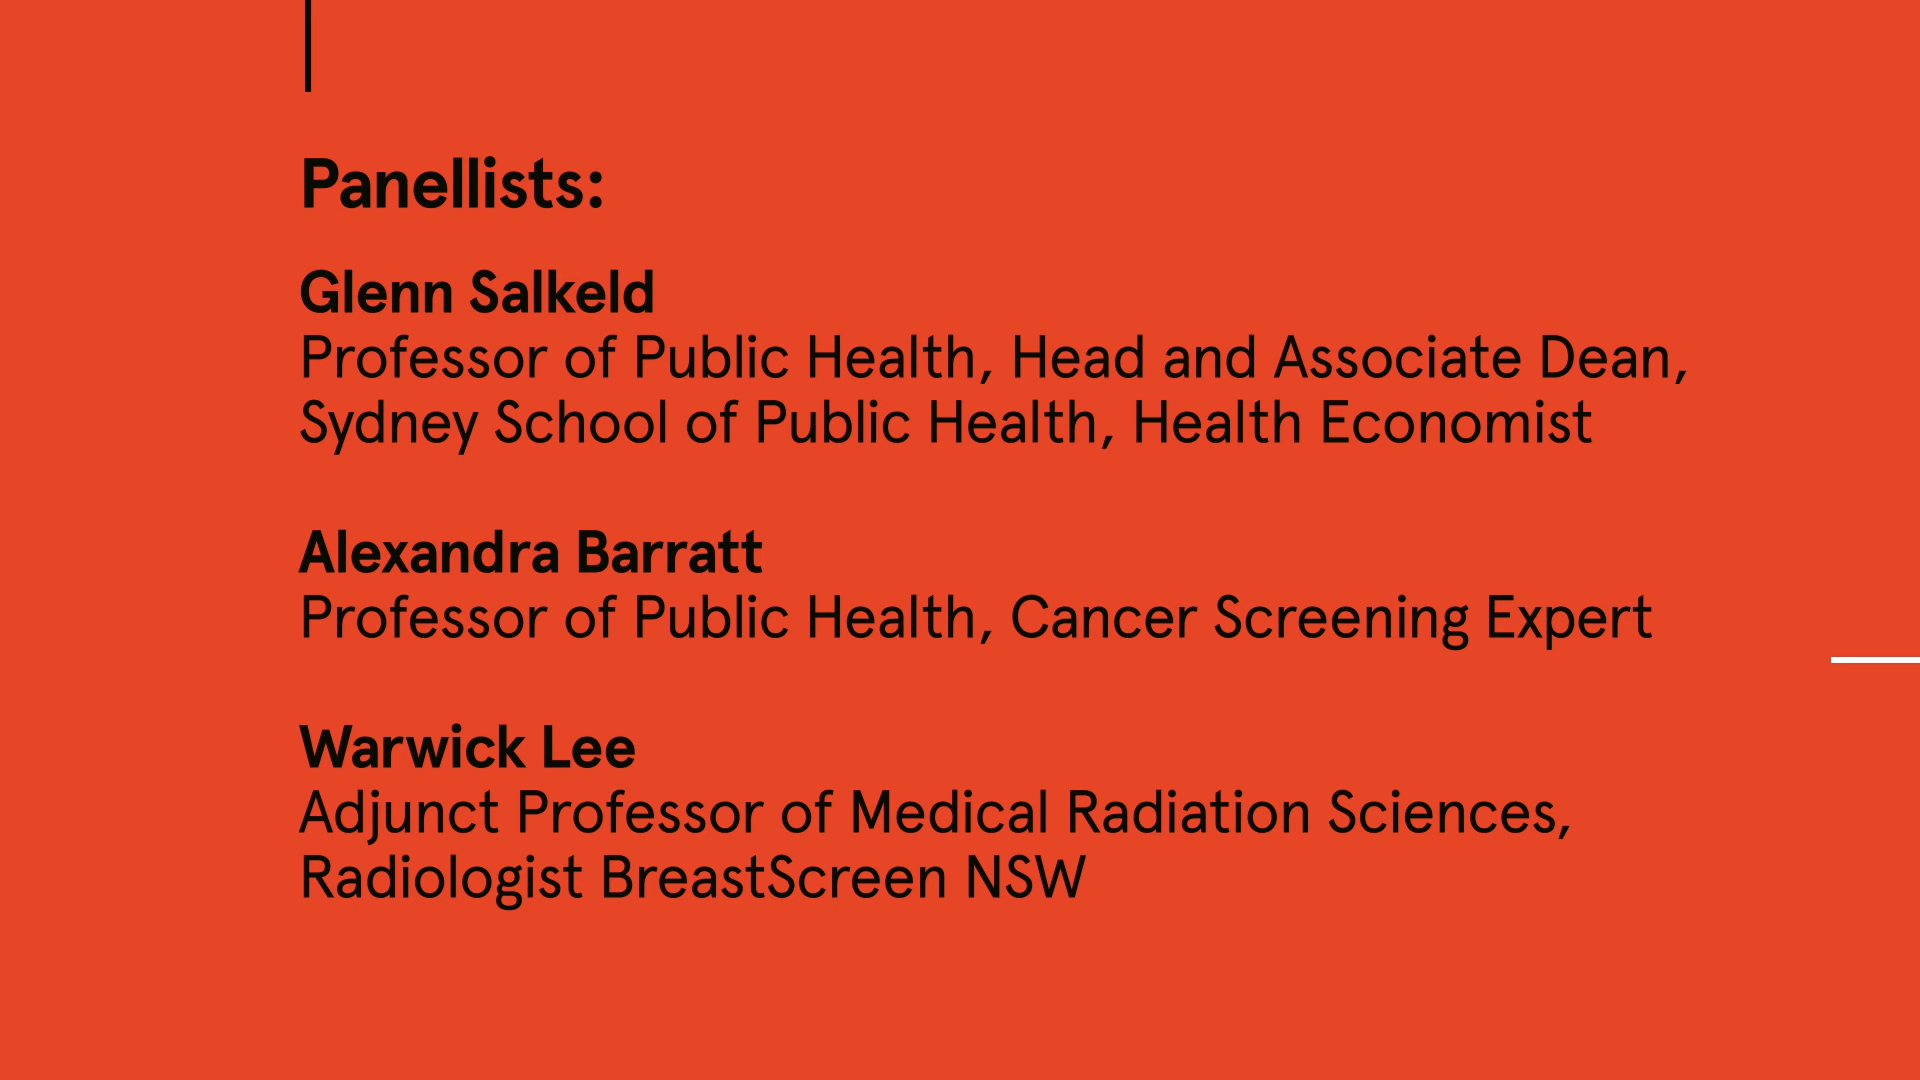 Panellists:
Glenn Salkeld
Professor of Public Health, Head and Associate Dean,
Sydney School of Public Health, Health Economist
Alexandra Barratt
Professor of Public Health, Cancer Screening Expert
Warwick Lee
Adjunct Professor of Medical Radiation Sciences,
Radiologist BreastScreen NSW